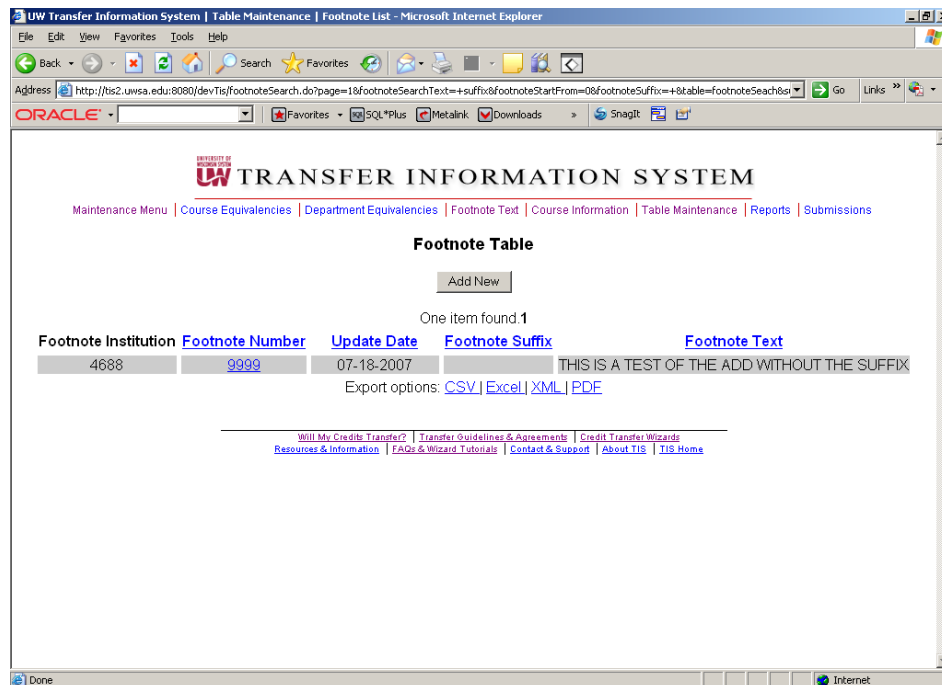 UW Transfer Information System | Table Maintenance | Footnote List - Microsoft Internet Explorer
File Edit View Favorites Tools Help
Back Search Favorites
Address http://tis2.uwsa.edu:8080/devTis/footnoteSearch.do?page=1&footnoteSearchText=+suffix&footnoteStartFrom=0&footnoteSuffix=+&table=footnoteSeach&s Go Links »
ORACLE Favorites SQL*Plus Metalink Downloads » SnagIt
UNIVERSITY OF
WISCONSIN SYSTEM
UW TRANSFER INFORMATION SYSTEM
Maintenance Menu | Course Equivalencies | Department Equivalencies | Footnote Text | Course Information | Table Maintenance | Reports | Submissions
Footnote Table
Add New
One item found.1
Footnote Institution Footnote Number Update Date Footnote Suffix Footnote Text
4688 9999 07-18-2007 THIS IS A TEST OF THE ADD WITHOUT THE SUFFIX
Export options: CSV | Excel | XML | PDF
Will My Credits Transfer? | Transfer Guidelines & Agreements | Credit Transfer Wizards
Resources & Information | FAQs & Wizard Tutorials | Contact & Support | About TIS | TIS Home
Done Internet